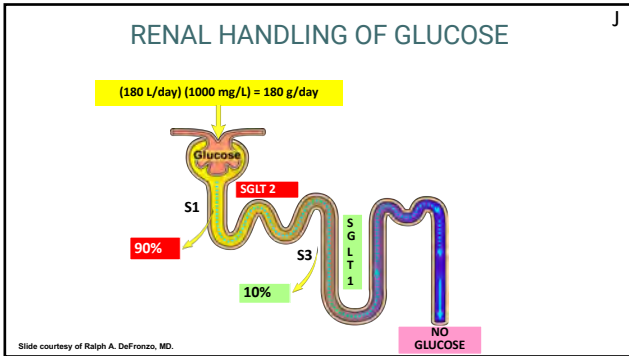 J
RENAL HANDLING OF GLUCOSE
(180 L/day) (1000 mg/L) = 180 g/day
Glucose
SGLT 2
S1
90%
S3
SGLT1
10%
NO
GLUCOSE
Slide courtesy of Ralph A. DeFronzo, MD.